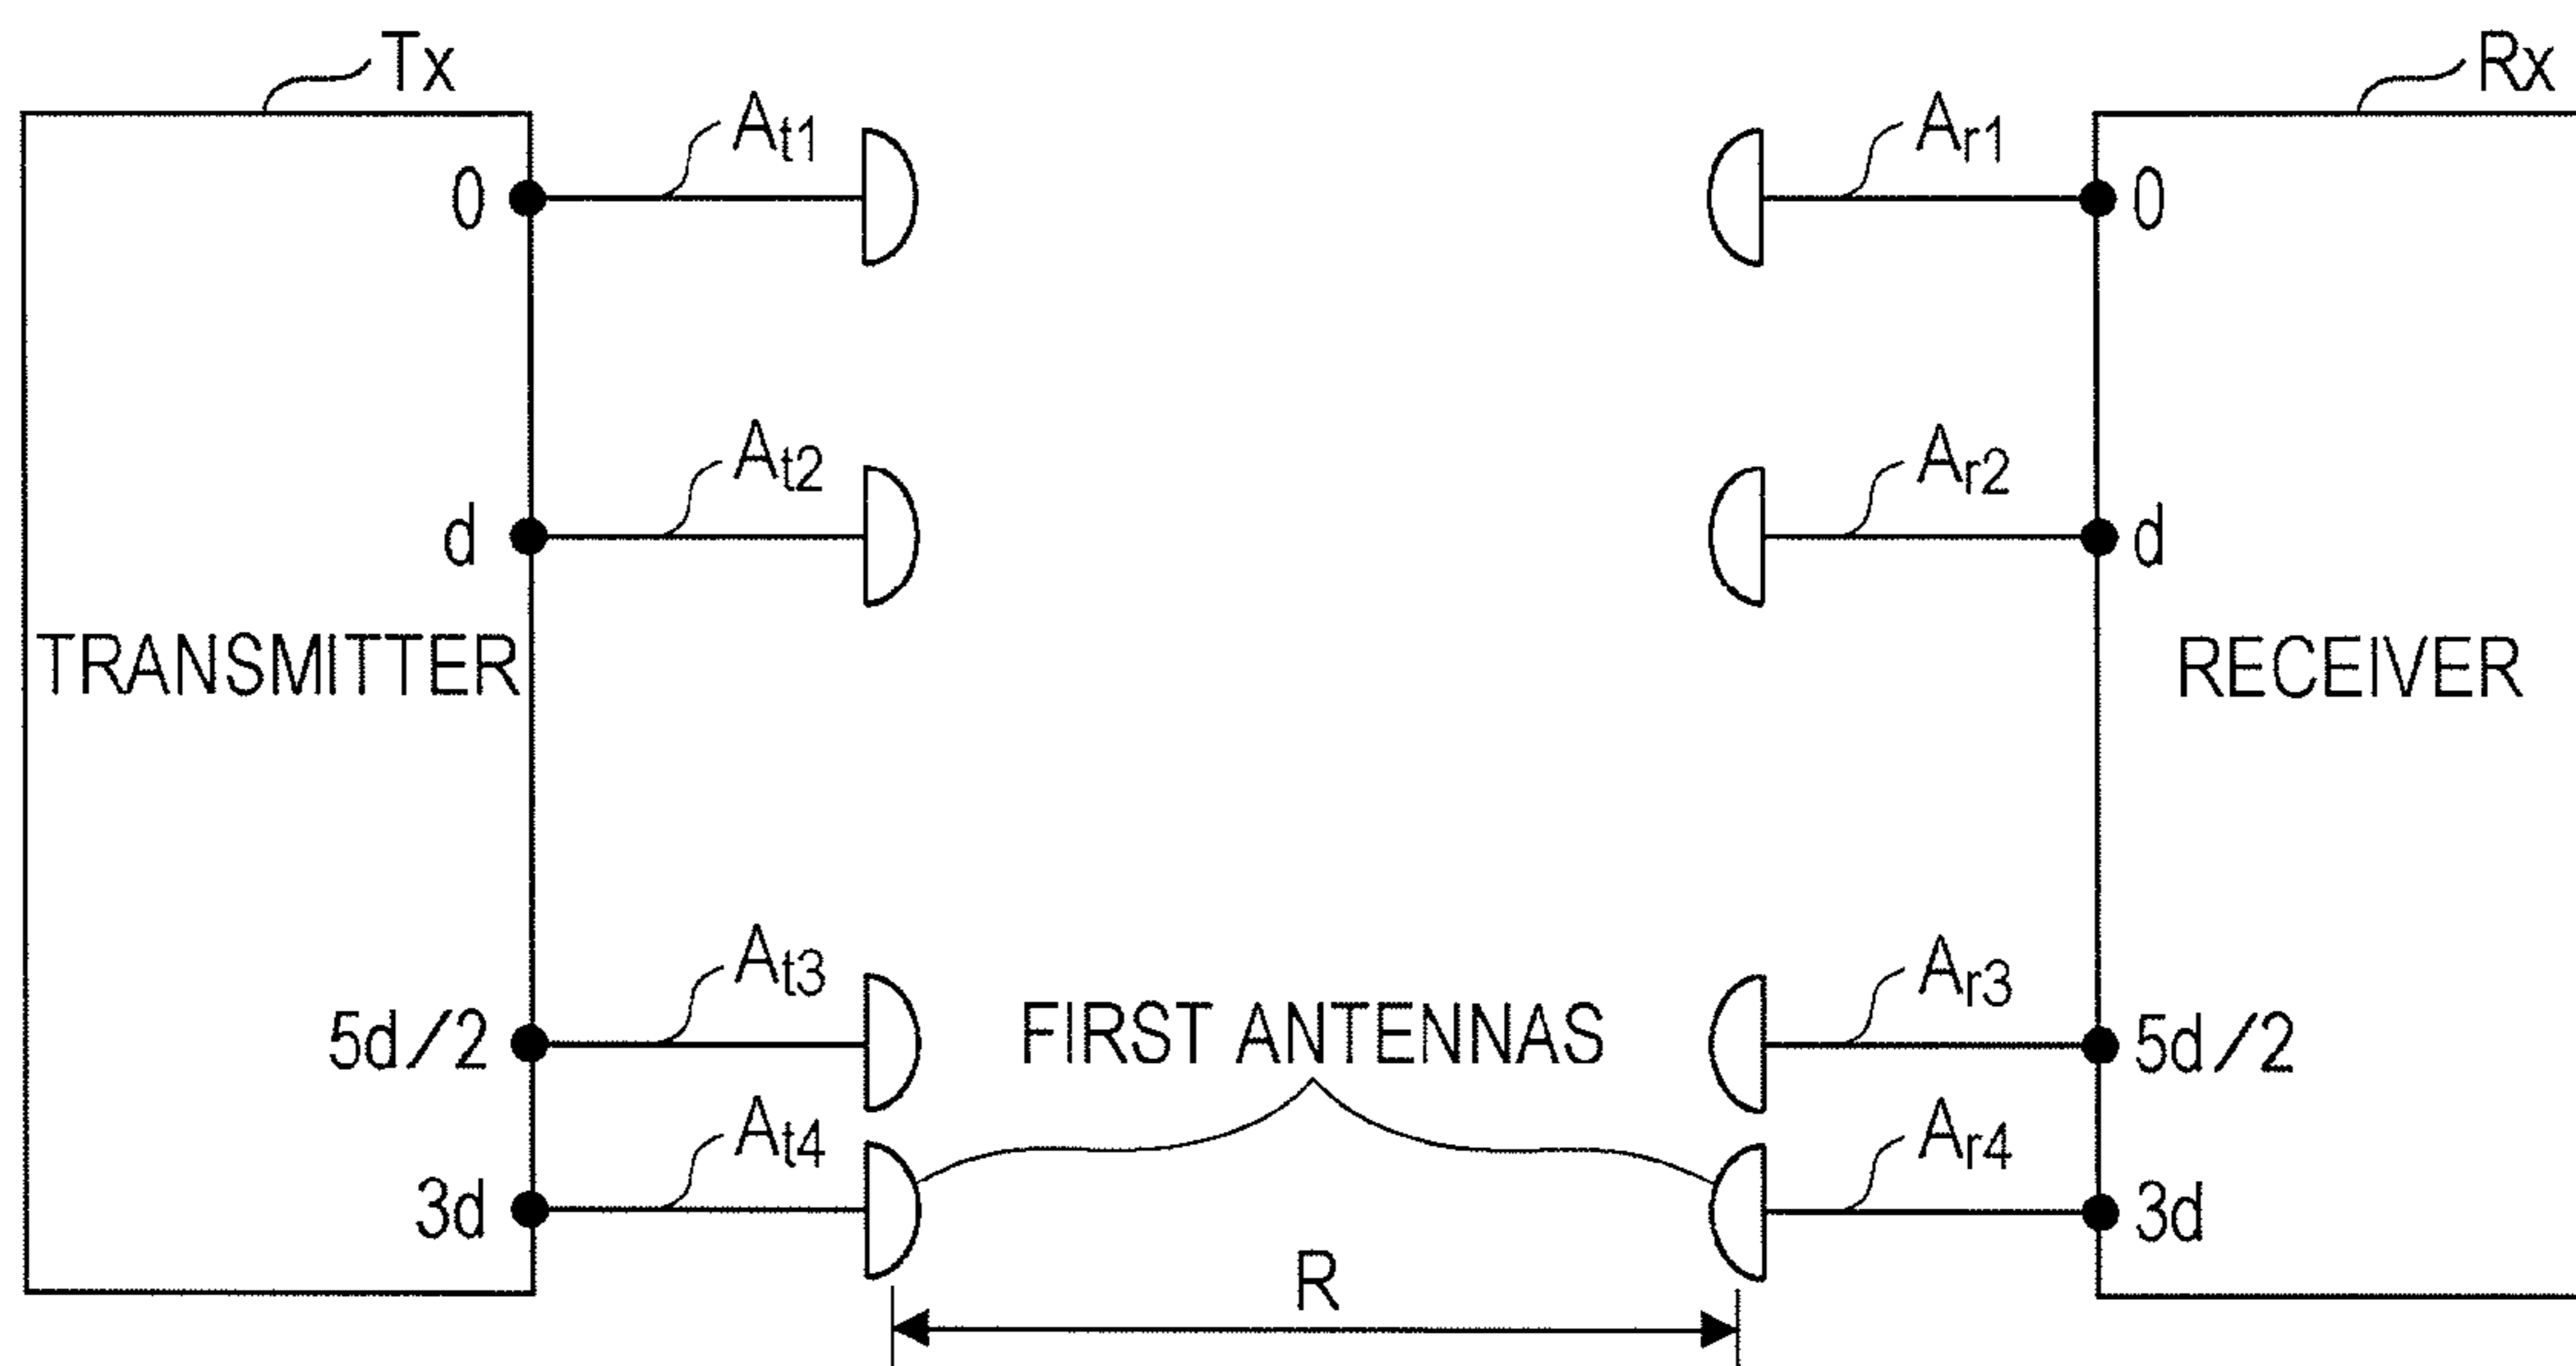 Tx
Rx
At1
Ar1
0
0
At2
Ar2
d
d
TRANSMITTER
RECEIVER
At3
FIRST ANTENNAS
Ar3
5d/2
5d/2
At4
Ar4
3d
3d
R